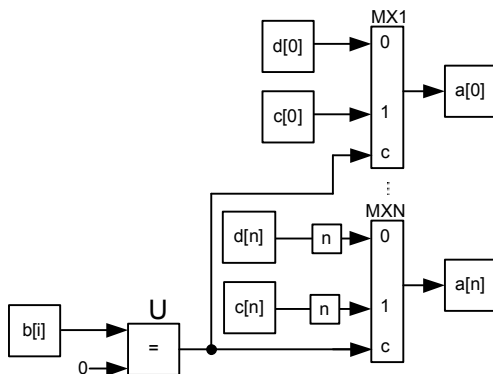 MX1
d[0]
0
c[0]
1
a[0]
c
MXN
d[n]
n
0
c[n]
n
1
a[n]
U
b[i]
=
c
0